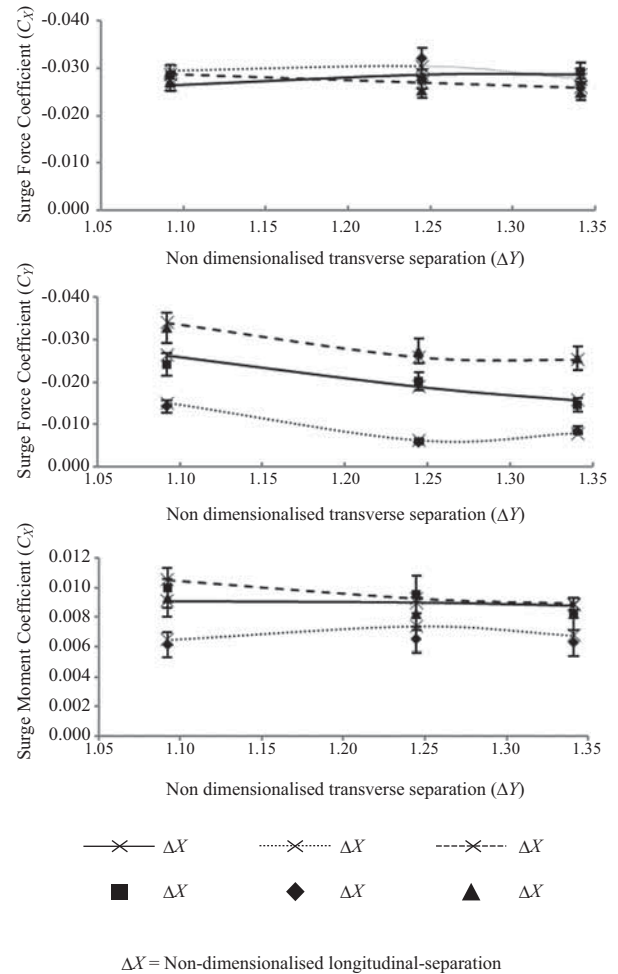 Surge Force Coefficient (CX)
-0.040
-0.030
-0.020
-0.010
0.000
1.05 1.10 1.15 1.20 1.25 1.30 1.35
Non dimensionalised transverse separation (ΔY)
Surge Force Coefficient (CY)
-0.040
-0.030
-0.020
-0.010
0.000
1.05 1.10 1.15 1.20 1.25 1.30 1.35
Non dimensionalised transverse separation (ΔY)
Surge Moment Coefficient (CX)
0.012
0.010
0.008
0.006
0.004
0.002
0.000
1.05 1.10 1.15 1.20 1.25 1.30 1.35
Non dimensionalised transverse separation (ΔY)
ΔX ΔX ΔX
ΔX ΔX ΔX
ΔX = Non-dimensionalised longitudinal-separation